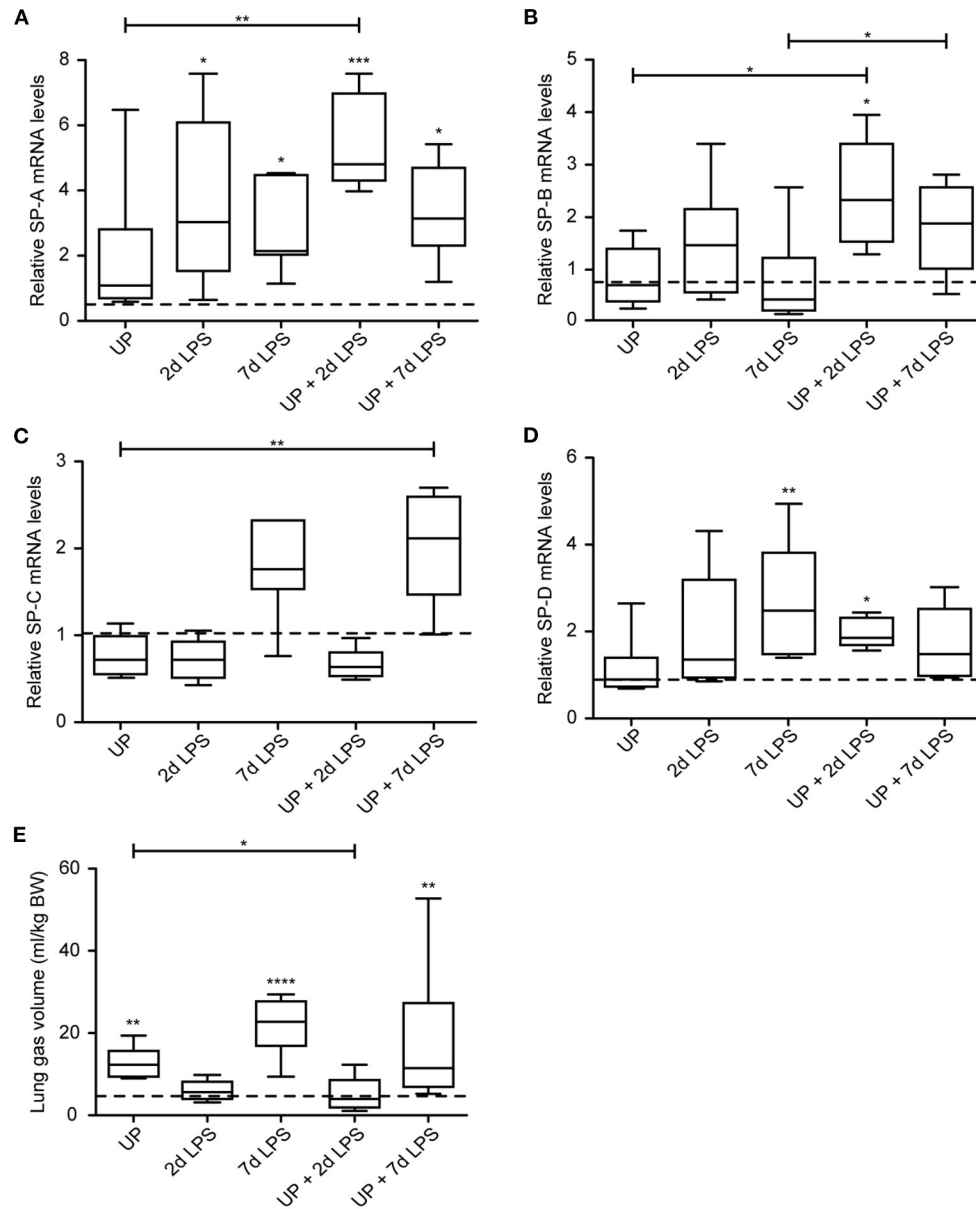 A
**
Relative SP-A mRNA levels
8
6
4
2
0
*
*
***
*
UP
2d LPS
7d LPS
UP + 2d LPS
UP + 7d LPS
B
*
*
Relative SP-B mRNA levels
5
4
3
2
1
0
*
UP
2d LPS
7d LPS
UP + 2d LPS
UP + 7d LPS
C
**
Relative SP-C mRNA levels
3
2
1
0
UP
2d LPS
7d LPS
UP + 2d LPS
UP + 7d LPS
D
Relative SP-D mRNA levels
6
4
2
0
**
*
UP
2d LPS
7d LPS
UP + 2d LPS
UP + 7d LPS
E
*
Lung gas volume (ml/kg BW)
60
40
20
0
**
****
**
UP
2d LPS
7d LPS
UP + 2d LPS
UP + 7d LPS